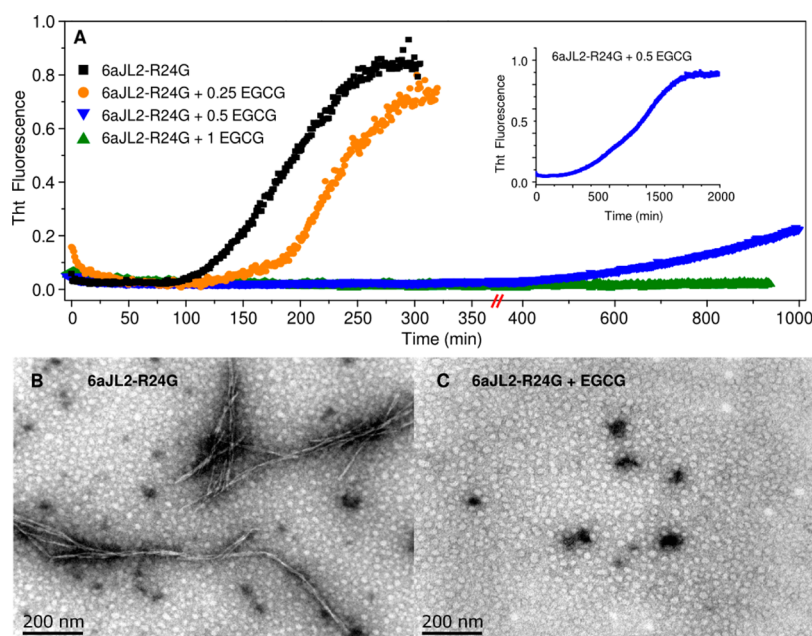 A
Tht Fluorescence
1.0
0.8
0.6
0.4
0.2
0.0
6aJL2-R24G
6aJL2-R24G + 0.25 EGCG
6aJL2-R24G + 0.5 EGCG
6aJL2-R24G + 1 EGCG
6aJL2-R24G + 0.5 EGCG
Tht Fluorescence
1.0
0.5
0.0
0 500 1500 2000
Time (min)
0 50 100 150 200 250 300 350 400 600 800 1000
Time (min)
B 6aJL2-R24G
200 nm
C 6aJL2-R24G + EGCG
200 nm